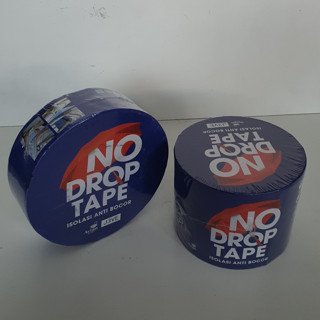 NO
DROP
TAPE
ISOLASI ANTI BOCOR
NO
DROP
TAPE
ISOLASI ANTI BOCOR
NO
DROP
TAPE
ISOLASI ANTI BOCOR